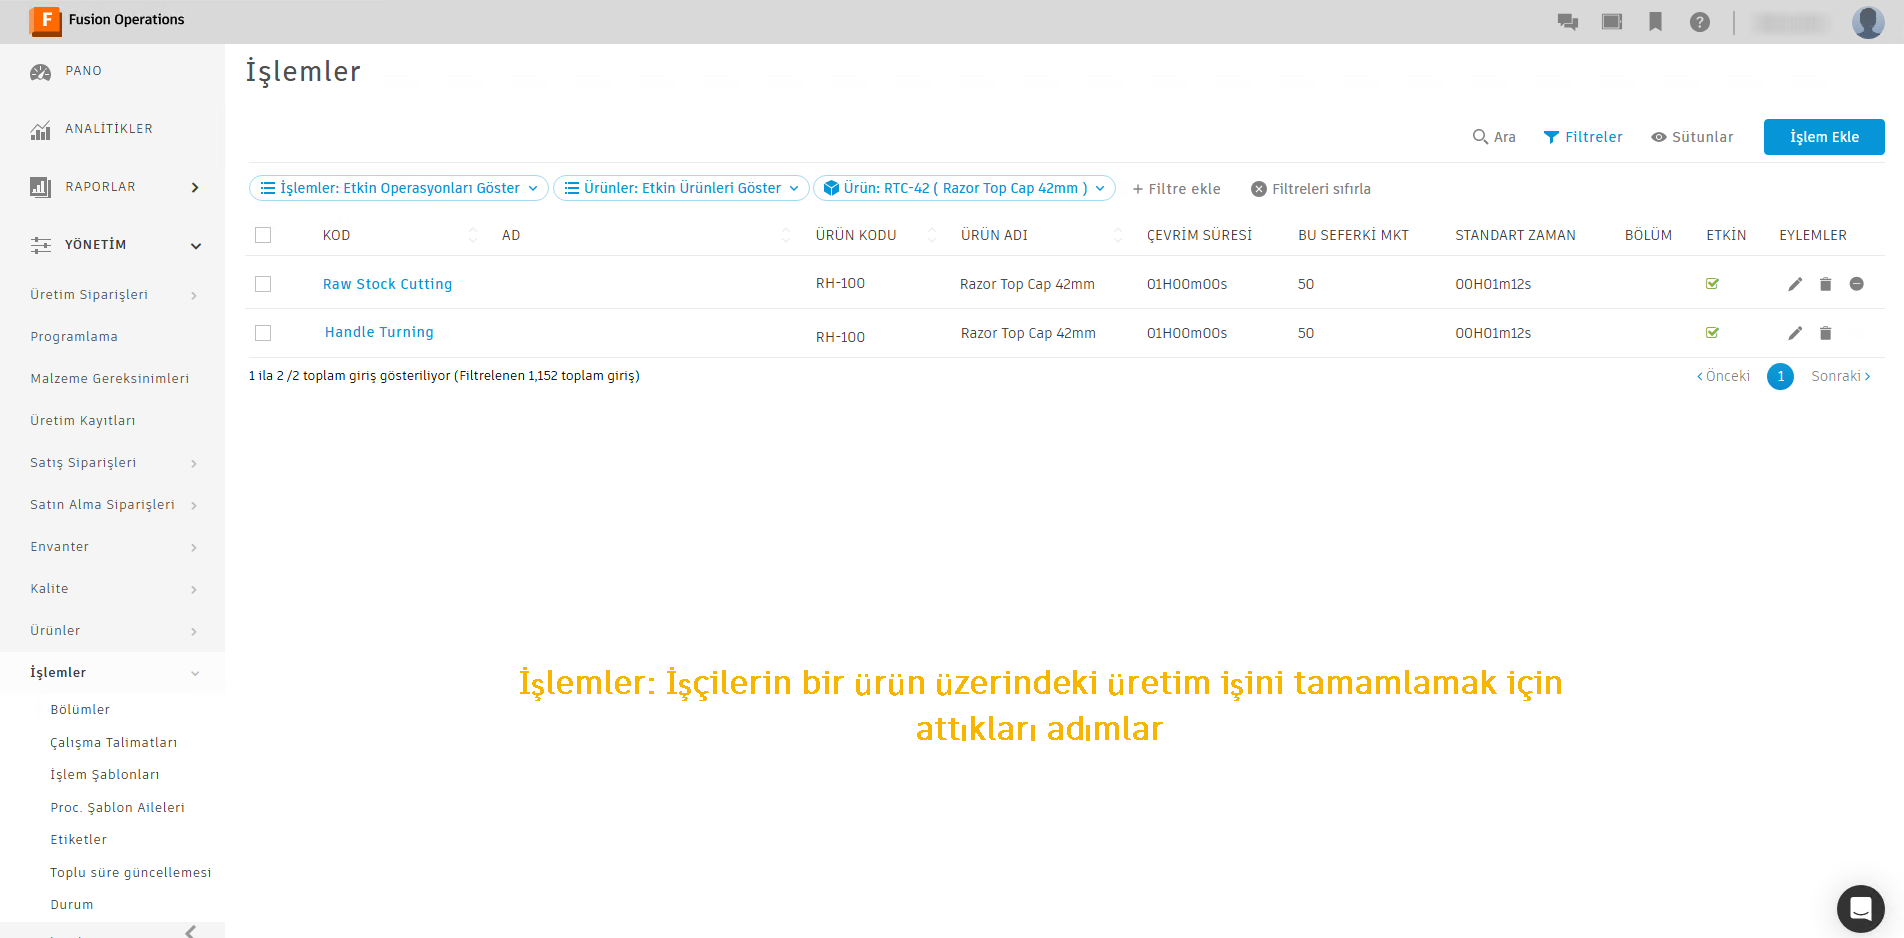 Fusion Operations
PANO
ANALİTİKLER
RAPORLAR
YÖNETİM
Üretim Siparişleri
Programlama
Malzeme Gereksinimleri
Üretim Kayıtları
Satış Siparişleri
Satın Alma Siparişleri
Envanter
Kalite
Ürünler
İşlemler
Bölümler
Çalışma Talimatları
İşlem Şablonları
Proc. Şablon Aileleri
Etiketler
Toplu süre güncellemesi
Durum
İşlemler
Ara Filtreler Sütunlar İşlem Ekle
İşlemler: Etkin Operasyonları Göster Ürünler: Etkin Ürünleri Göster Ürün: RTC-42 ( Razor Top Cap 42mm ) + Filtre ekle Filtreleri sıfırla
KOD AD ÜRÜN KODU ÜRÜN ADI ÇEVRİM SÜRESİ BU SEFERKİ MKT STANDART ZAMAN BÖLÜM ETKİN EYLEMLER
Raw Stock Cutting RH-100 Razor Top Cap 42mm 01H00m00s 50 00H01m12s
Handle Turning RH-100 Razor Top Cap 42mm 01H00m00s 50 00H01m12s
1 ila 2 /2 toplam giriş gösteriliyor (Filtrelenen 1,152 toplam giriş)
Önceki 1 Sonraki
İşlemler: İşçilerin bir ürün üzerindeki üretim işini tamamlamak için
attıkları adımlar